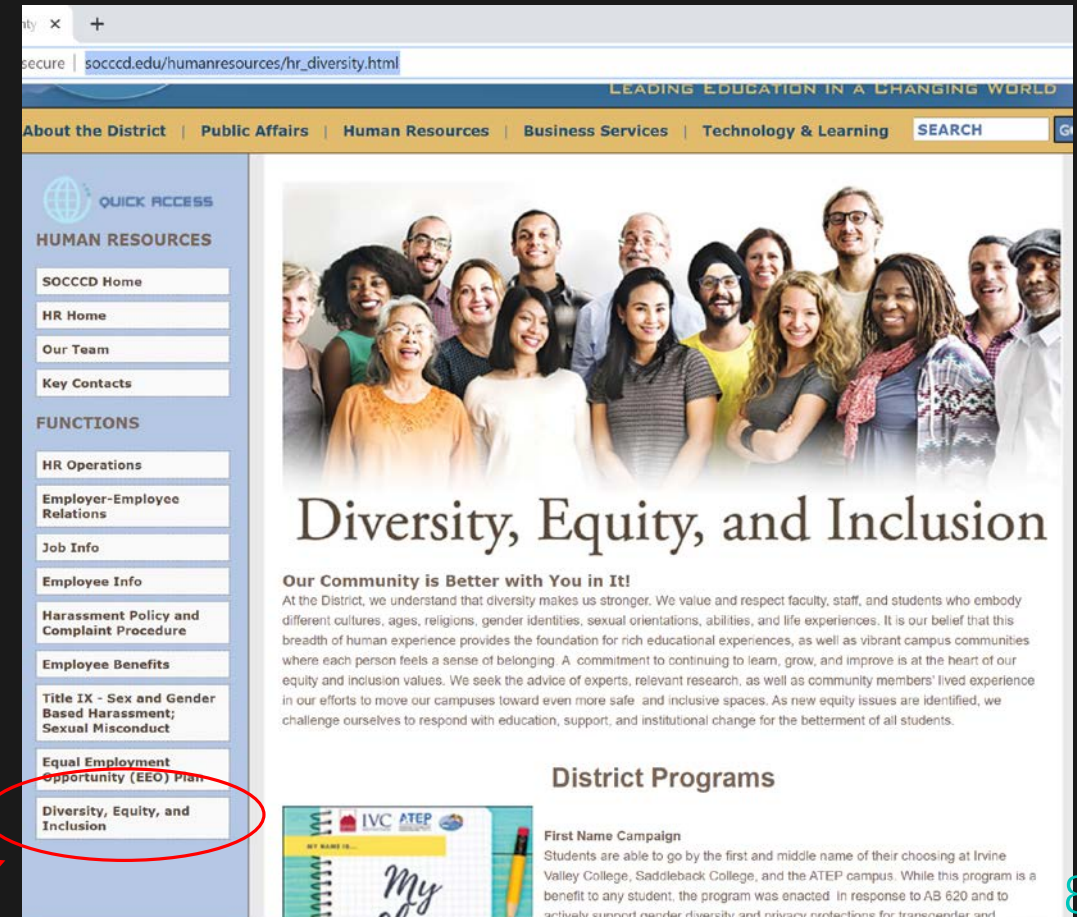 secure | socccd.edu/humanresources/hr_diversity.html
LEADING EDUCATION IN A CHANGING WORLD
About the District | Public Affairs | Human Resources | Business Services | Technology & Learning SEARCH
QUICK ACCESS
HUMAN RESOURCES
SOCCCD Home
HR Home
Our Team
Key Contacts
FUNCTIONS
HR Operations
Employer-Employee
Relations
Job Info
Employee Info
Harassment Policy and
Complaint Procedure
Employee Benefits
Title IX - Sex and Gender
Based Harassment;
Sexual Misconduct
Equal Employment
Opportunity (EEO) Plan
Diversity, Equity, and
Inclusion
Diversity, Equity, and Inclusion
Our Community is Better with You in It!
At the District, we understand that diversity makes us stronger. We value and respect faculty, staff, and students who embody
different cultures, ages, religions, gender identities, sexual orientations, abilities, and life experiences. It is our belief that this
breadth of human experience provides the foundation for rich educational experiences, as well as vibrant campus communities
where each person feels a sense of belonging. A commitment to continuing to learn, grow, and improve is at the heart of our
equity and inclusion values. We seek the advice of experts, relevant research, as well as community members' lived experience
in our efforts to move our campuses toward even more safe and inclusive spaces. As new equity issues are identified, we
challenge ourselves to respond with education, support, and institutional change for the betterment of all students.
District Programs
IVC ATEP
MY NAME IS...
My
First Name Campaign
Students are able to go by the first and middle name of their choosing at Irvine
Valley College, Saddleback College, and the ATEP campus. While this program is a
benefit to any student, the program was enacted in response to AB 620 and to
actively support gender diversity and privacy protections for transgender and